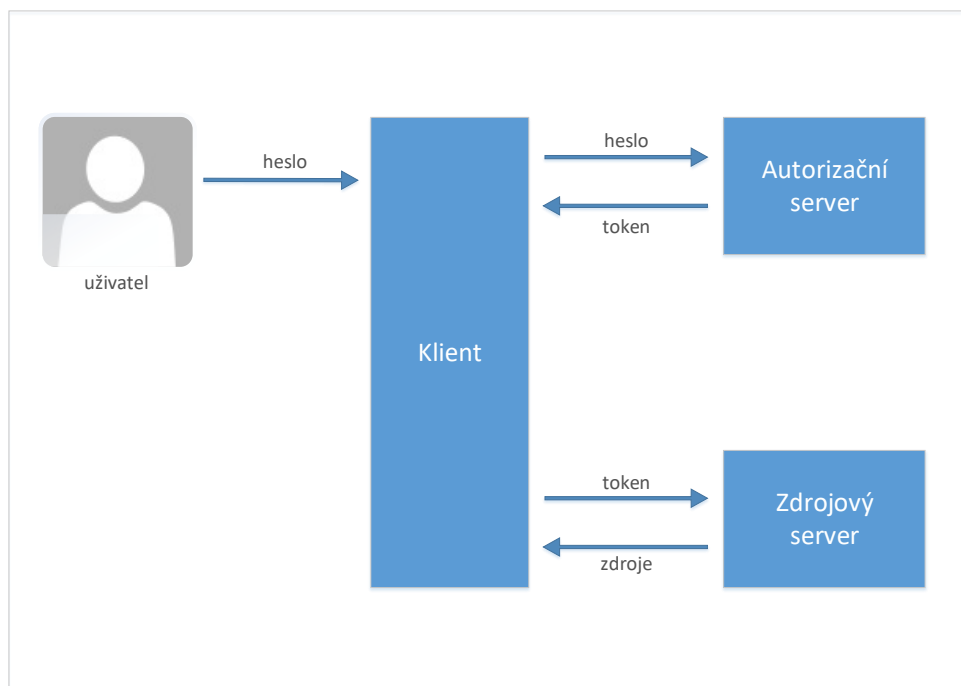 heslo
uživatel
Klient
heslo
token
Autorizační
server
token
zdroje
Zdrojový
server